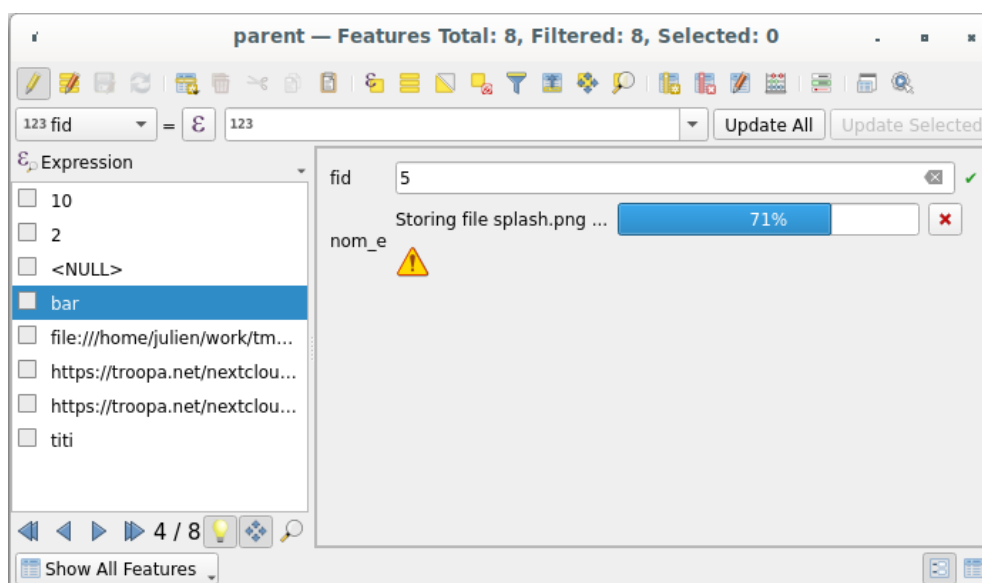 parent — Features Total: 8, Filtered: 8, Selected: 0
123 fid = ε 123 Update All Update Selected
Expression
10
2
<NULL>
bar
file:///home/julien/work/tm...
https://troopa.net/nextclou...
https://troopa.net/nextclou...
titi
fid 5
Storing file splash.png ... 71%
nom_e
4 / 8
Show All Features